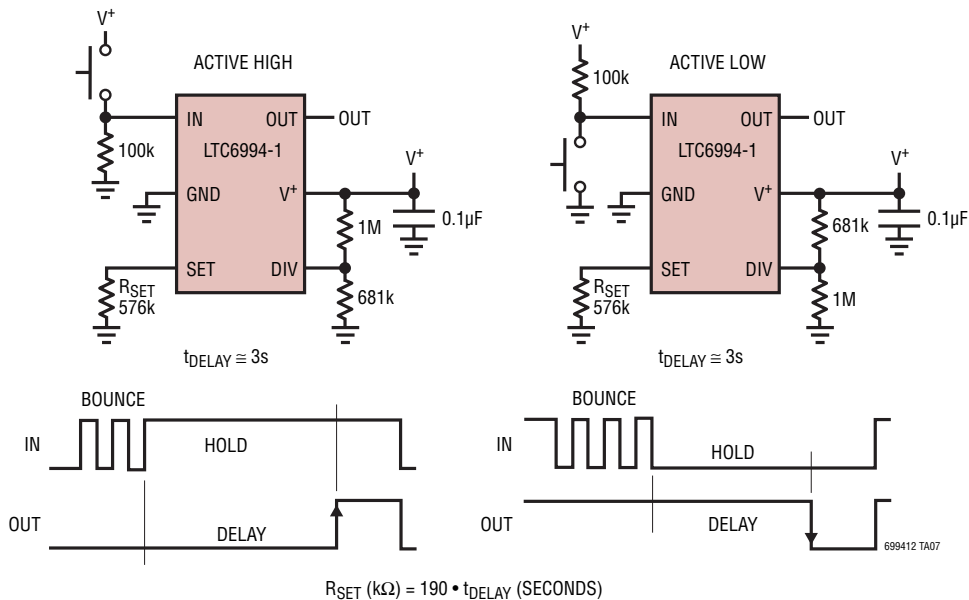 V+
ACTIVE HIGH
IN
OUT
OUT
LTC6994-1
100k
V+
GND
V+
1M
0.1µF
SET
DIV
RSET
576k
681k
tDELAY ≅ 3s
V+
100k
ACTIVE LOW
IN
OUT
OUT
LTC6994-1
V+
GND
V+
681k
0.1µF
SET
DIV
RSET
576k
1M
tDELAY ≅ 3s
BOUNCE
IN
HOLD
OUT
DELAY
BOUNCE
IN
HOLD
OUT
DELAY
699412 TA07
RSET (kΩ) = 190 • tDELAY (SECONDS)